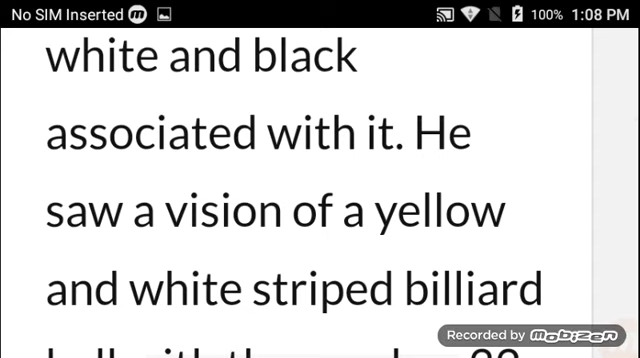 No SIM Inserted 100% 1:08 PM
white and black
associated with it. He
saw a vision of a yellow
and white striped billiard
Recorded by mobizen